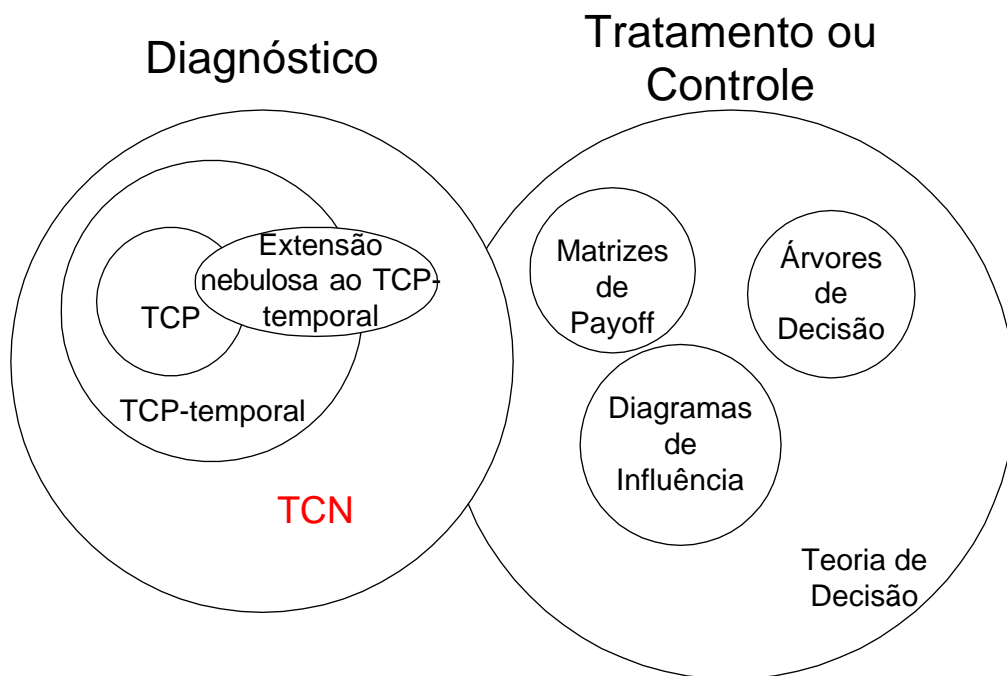 Diagnóstico
Tratamento ou
Controle
Extensão
nebulosa ao TCP-
temporal
TCP
TCP-temporal
TCN
Matrizes
de
Payoff
Árvores
de
Decisão
Diagramas
de
Influência
Teoria de
Decisão